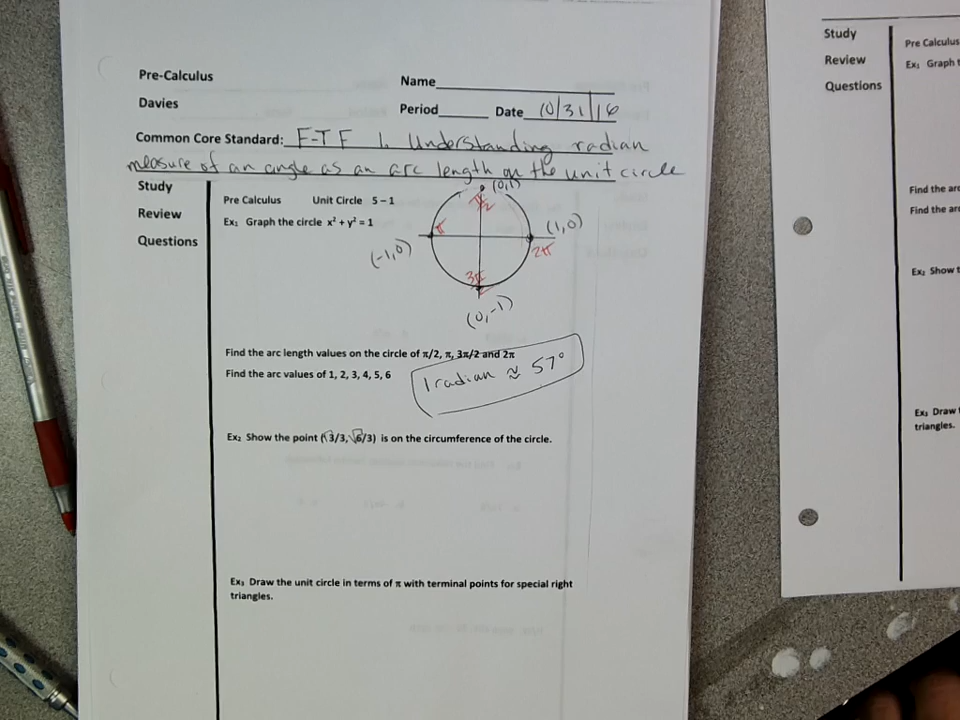 Pre-Calculus
Name
Davies
Period Date 10/31/16
Common Core Standard: F-TF 1. Understanding radian
measure of an angle as an arc length on the unit circle
Study
Review
Questions
Pre Calculus Unit Circle 5-1
Ex₁ Graph the circle x² + y² = 1
(0,1)
π/2
π
(1,0)
2π
(-1,0)
3π/2
(0,-1)
Find the arc length values on the circle of π/2, π, 3π/2 and 2π
Find the arc values of 1, 2, 3, 4, 5, 6
1 radian ≈ 57°
Ex₂ Show the point (√3/3, √6/3) is on the circumference of the circle.
Ex₃ Draw the unit circle in terms of π with terminal points for special right
triangles.
Study
Review
Questions
Pre Calculus
Ex₁ Graph t
Find the arc
Find the arc
Ex₂ Show t
Ex₃ Draw t
triangles.